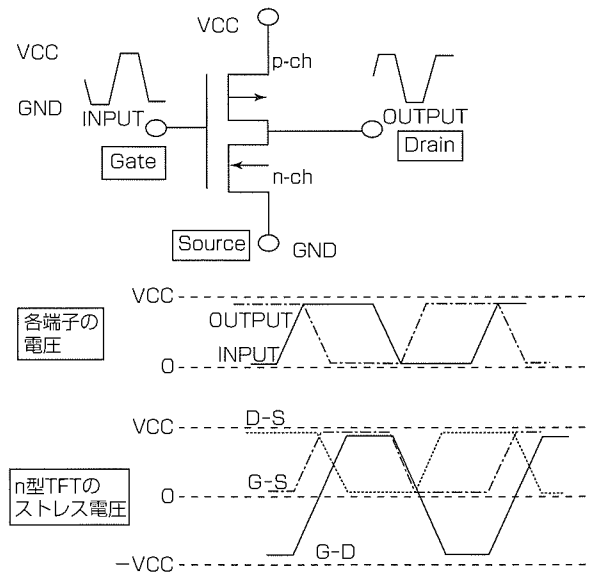 VCC
VCC
p-ch
GND
INPUT
OUTPUT
Gate
Drain
n-ch
Source
GND
各端子の
電圧
VCC
OUTPUT
INPUT
0
n型TFTの
ストレス電圧
VCC
D-S
G-S
0
G-D
-VCC